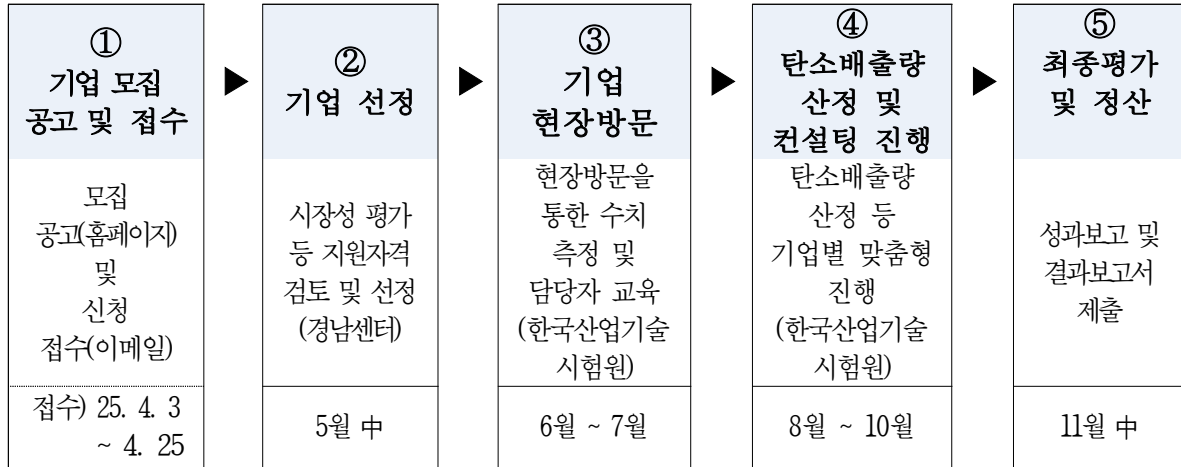 ①
기업 모집
공고 및 접수
모집
공고(홈페이지)
및
신청
접수(이메일)
접수) 25. 4. 3
~ 4. 25
▶
②
기업 선정
시장성 평가
등 지원자격
검토 및 선정
(경남센터)
5월 中
▶
③
기업
현장방문
현장방문을
통한 수치
측정 및
담당자 교육
(한국산업기술
시험원)
6월 ~ 7월
▶
④
탄소배출량
산정 및
컨설팅 진행
탄소배출량
산정 등
기업별 맞춤형
진행
(한국산업기술
시험원)
8월 ~ 10월
▶
⑤
최종평가
및 정산
성과보고 및
결과보고서
제출
11월 中